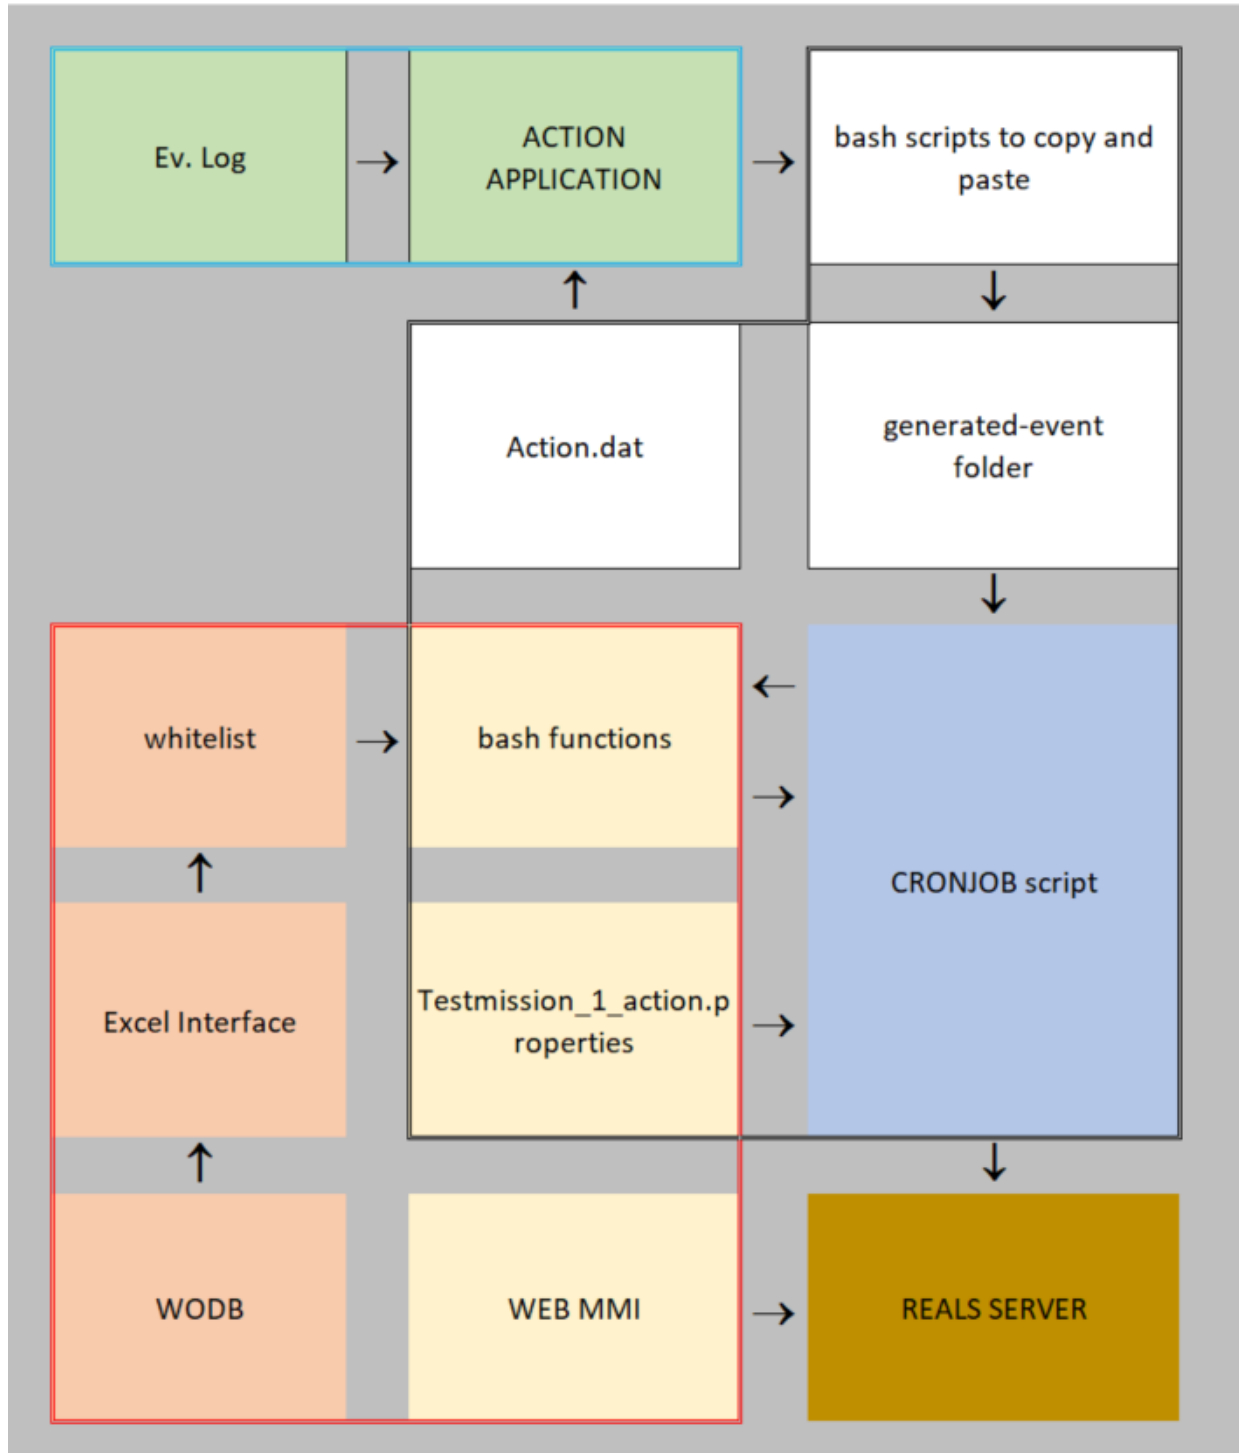 Ev. Log
ACTION
APPLICATION
bash scripts to copy and
paste
Action.dat
generated-event
folder
whitelist
bash functions
CRONJOB script
Excel Interface
Testmission_1_action.p
roperties
WODB
WEB MMI
REALS SERVER